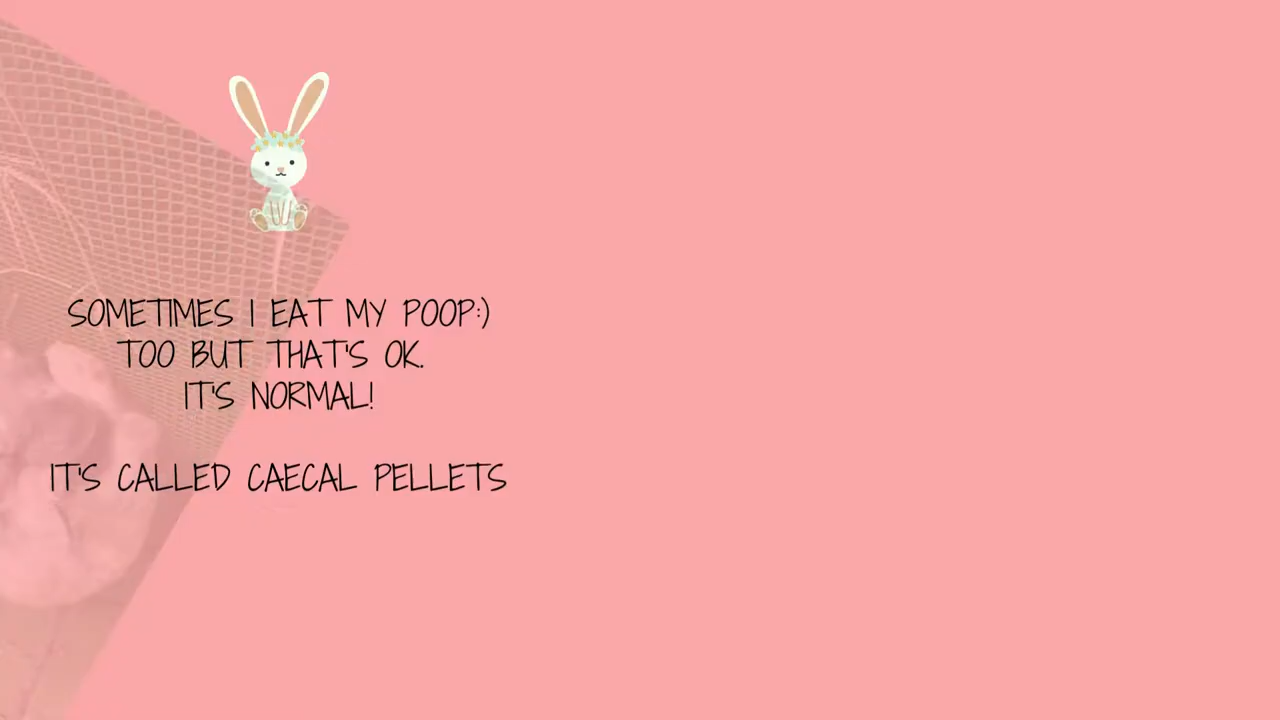 SOMETIMES I EAT MY POOP:)
TOO BUT THAT'S OK.
IT'S NORMAL!
IT'S CALLED CAECAL PELLETS